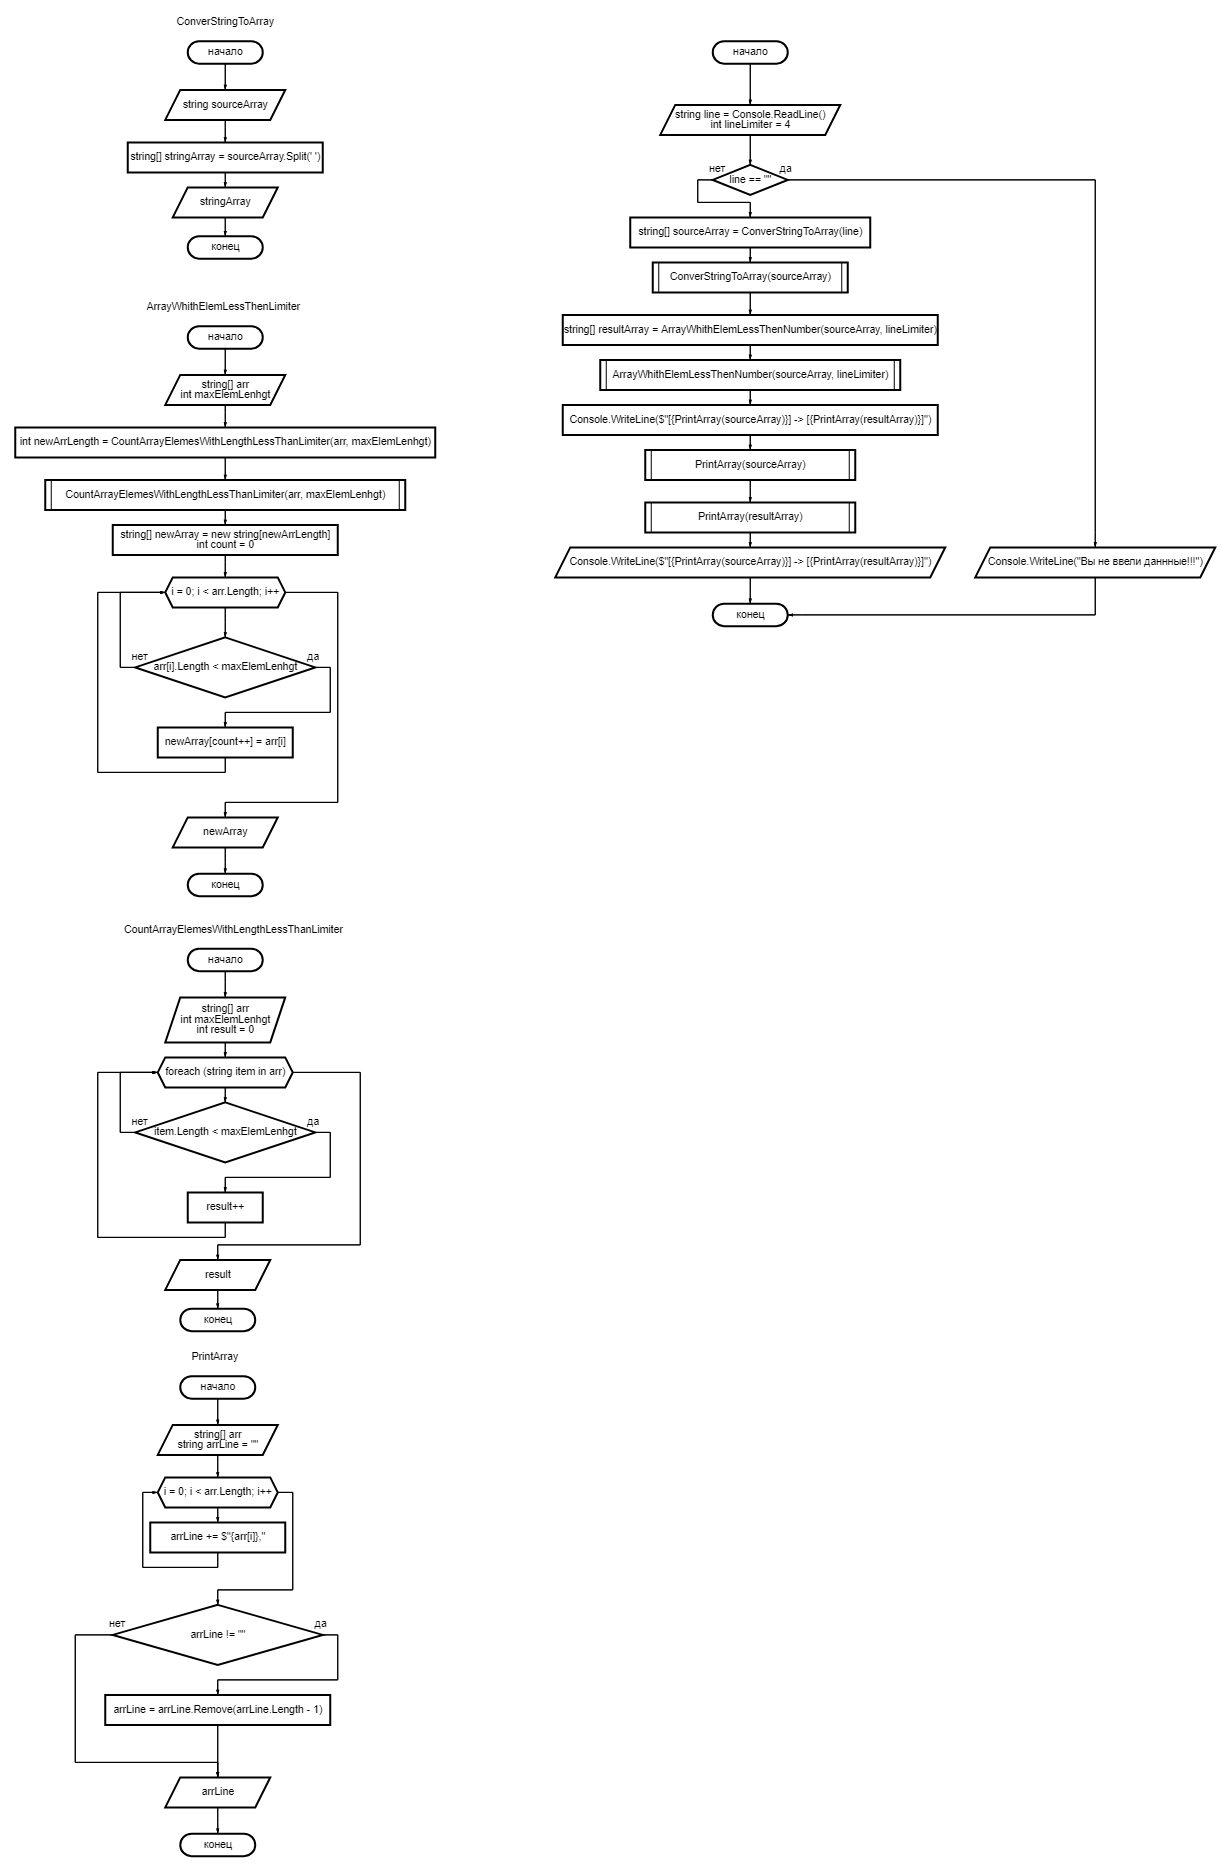 ConverStringToArray
начало
string sourceArray
string[] stringArray = sourceArray.Split(' ')
stringArray
конец
ArrayWhithElemLessThenLimiter
начало
string[] arr
int maxElemLenhgt
int newArrLength = CountArrayElemesWithLengthLessThanLimiter(arr, maxElemLenhgt)
CountArrayElemesWithLengthLessThanLimiter(arr, maxElemLenhgt)
string[] newArray = new string[newArrLength]
int count = 0
i = 0; i < arr.Length; i++
нет
да
arr[i].Length < maxElemLenhgt
newArray[count++] = arr[i]
newArray
конец
CountArrayElemesWithLengthLessThanLimiter
начало
string[] arr
int maxElemLenhgt
int result = 0
foreach (string item in arr)
нет
да
item.Length < maxElemLenhgt
result++
result
конец
PrintArray
начало
string[] arr
string arrLine = ""
i = 0; i < arr.Length; i++
arrLine += $"{arr[i]},"
нет
да
arrLine != ""
arrLine = arrLine.Remove(arrLine.Length - 1)
arrLine
конец
начало
string line = Console.ReadLine()
int lineLimiter = 4
нет
да
line == ""
string[] sourceArray = ConverStringToArray(line)
ConverStringToArray(sourceArray)
string[] resultArray = ArrayWhithElemLessThenNumber(sourceArray, lineLimiter)
ArrayWhithElemLessThenNumber(sourceArray, lineLimiter)
Console.WriteLine($"[{PrintArray(sourceArray)}] -> [{PrintArray(resultArray)}]")
PrintArray(sourceArray)
PrintArray(resultArray)
Console.WriteLine($"[{PrintArray(sourceArray)}] -> [{PrintArray(resultArray)}]")
Console.WriteLine("Вы не ввели даннные!!!")
конец